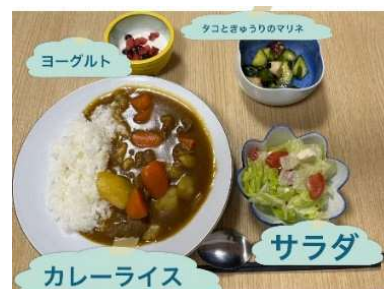 タコときゅうりのマリネ
ヨーグルト
サラダ
カレーライス